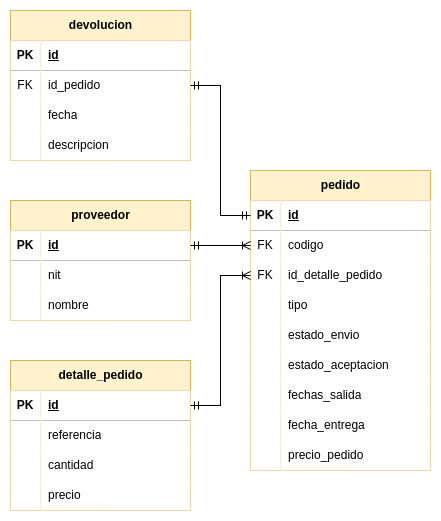 devolucion
PK id
FK id_pedido
fecha
descripcion
proveedor
PK id
nit
nombre
detalle_pedido
PK id
referencia
cantidad
precio
pedido
PK id
FK codigo
FK id_detalle_pedido
tipo
estado_envio
estado_aceptacion
fechas_salida
fecha_entrega
precio_pedido